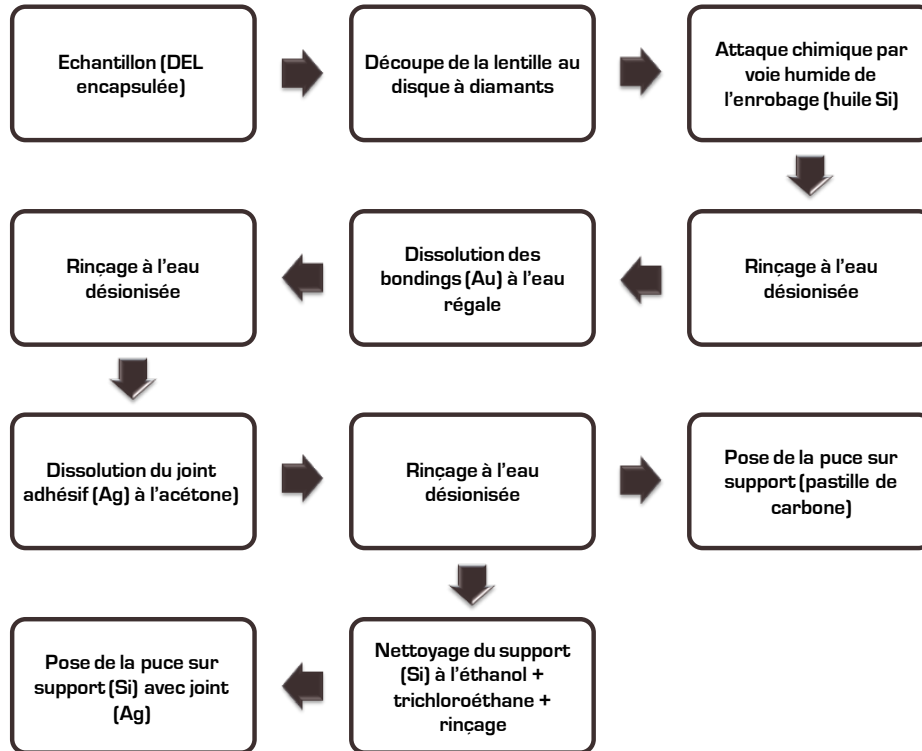 Echantillon (DEL
encapsulée)
Découpe de la lentille au
disque à diamants
Attaque chimique par
voie humide de
l'enrobage (huile Si)
Rinçage à l'eau
désionisée
Dissolution des
bondings (Au) à l'eau
régale
Rinçage à l'eau
désionisée
Dissolution du joint
adhésif (Ag) à l'acétone)
Rinçage à l'eau
désionisée
Pose de la puce sur
support (pastille de
carbone)
Nettoyage du support
(Si) à l'éthanol +
trichloroéthane +
rinçage
Pose de la puce sur
support (Si) avec joint
(Ag)